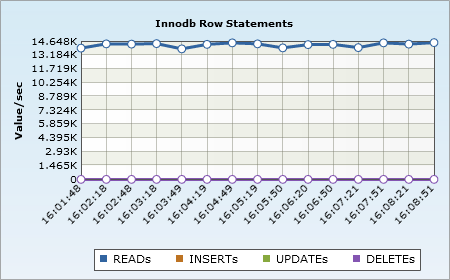 Innodb Row Statements
Value/sec
14.648K
13.184K
11.719K
10.254K
8.789K
7.324K
5.859K
4.395K
2.93K
1.465K
0
16:01:48
16:02:18
16:02:48
16:03:18
16:03:49
16:04:19
16:04:49
16:05:19
16:05:50
16:06:20
16:06:50
16:07:21
16:07:51
16:08:21
16:08:51
READs INSERTs UPDATEs DELETEs